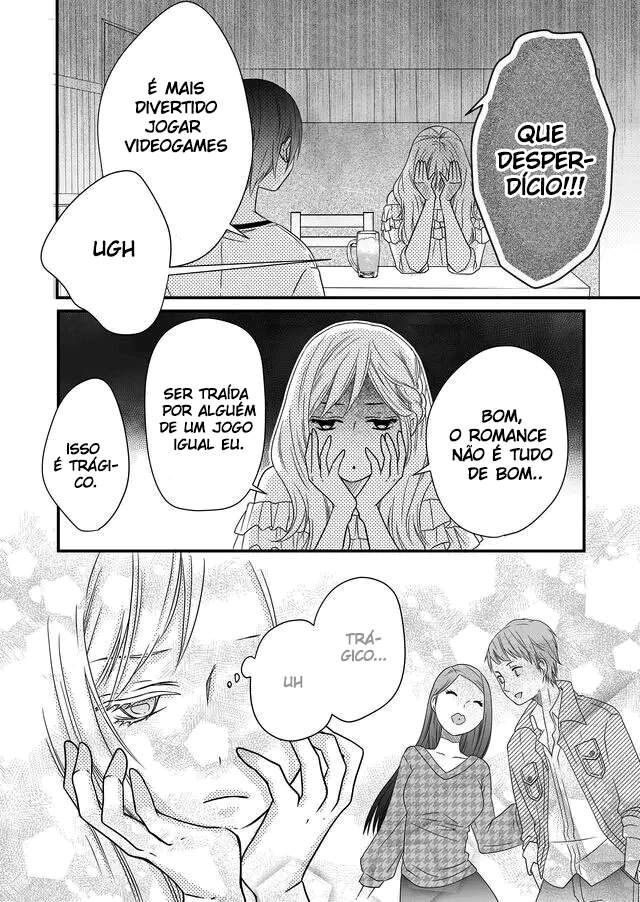 QUE
DESPER-
DÍCIO!!!
É MAIS
DIVERTIDO
JOGAR
VIDEOGAMES
UGH
BOM,
O ROMANCE
NÃO É TUDO
DE BOM..
SER TRAÍDA
POR ALGUÉM
DE UM JOGO
IGUAL EU.
ISSO
É TRÁGI-
CO.
TRÁ-
GICO...
UH